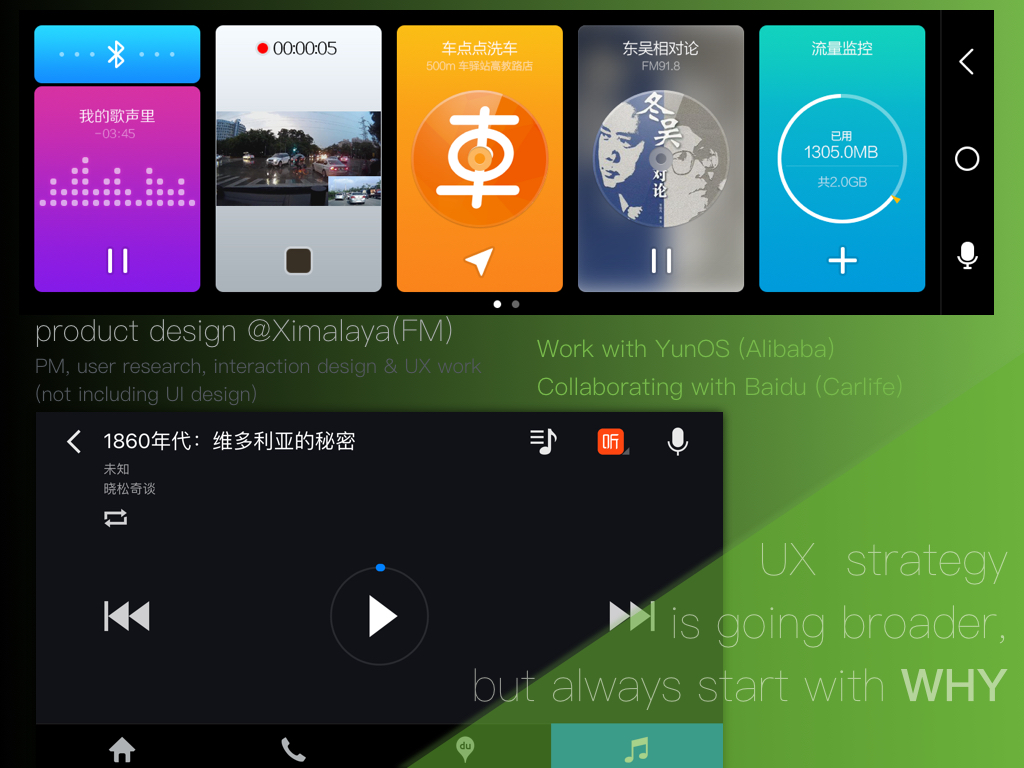 00:00:05
车点点洗车
500m 车驿站高教路店
东吴相对论
FM91.8
流量监控
我的歌声里
-03:45
車
冬吴
对论
已用
1305.0MB
共2.0GB
product design @Ximalaya(FM)
PM, user research, interaction design & UX work
(not including UI design)
Work with YunOS (Alibaba)
Collaborating with Baidu (Carlife)
1860年代：维多利亚的秘密
听
未知
晓松奇谈
UX strategy
is going broader,
but always start with WHY
du